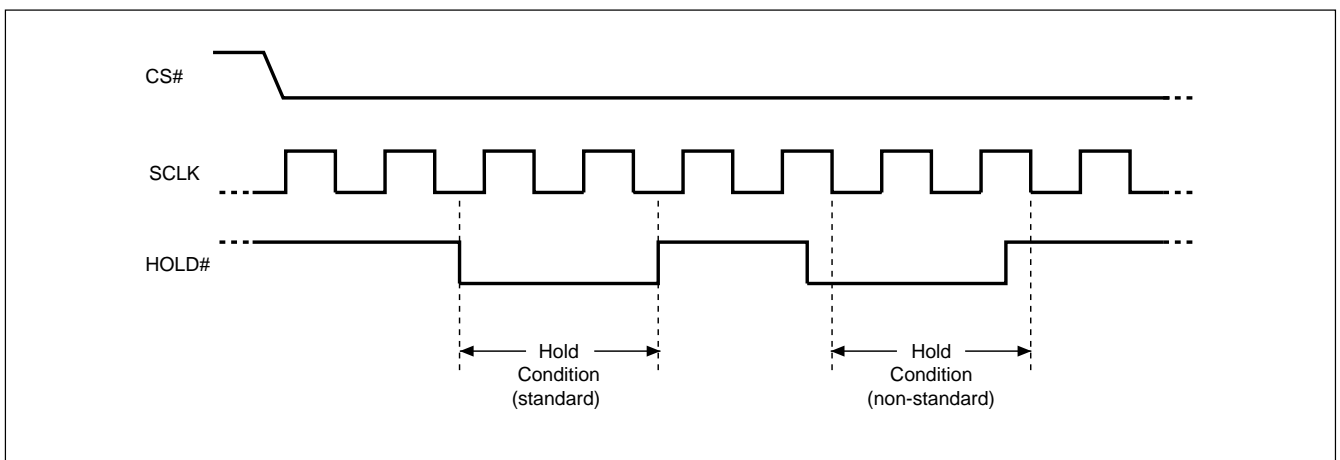 CS#
SCLK
HOLD#
Hold
Condition
(standard)
Hold
Condition
(non-standard)